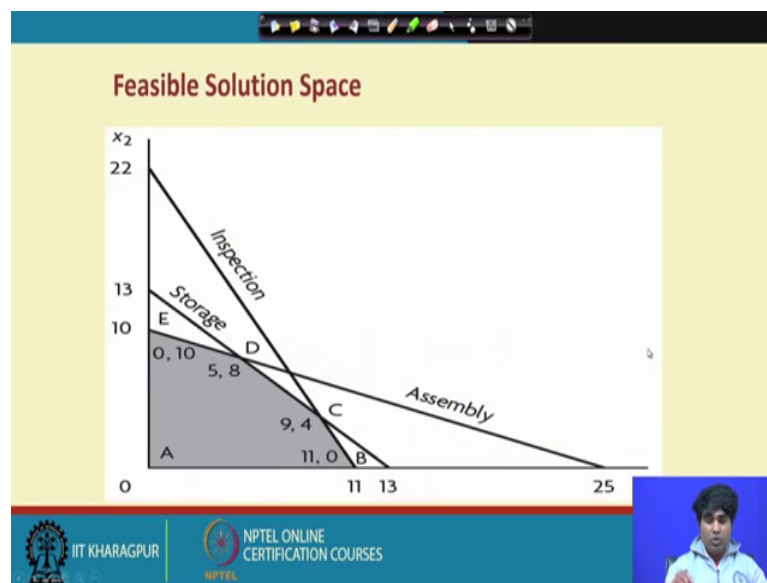 Feasible Solution Space
x2
22
Inspection
13
Storage
10
E
D
0, 10
5, 8
Assembly
C
9, 4
A
11, 0
B
0
11
13
25
IIT KHARAGPUR
NPTEL
NPTEL ONLINE
CERTIFICATION COURSES